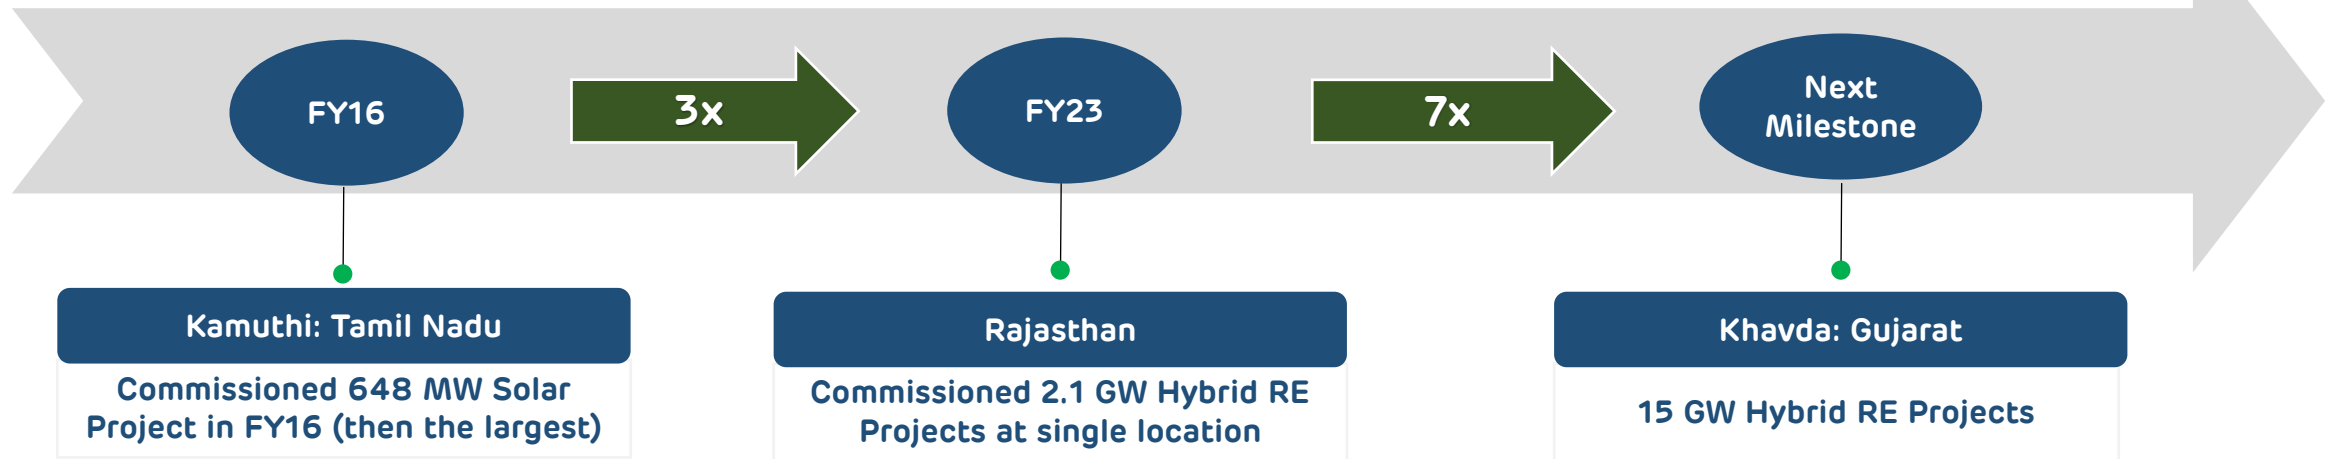 FY16
3x
FY23
7x
Next
Milestone
Kamuthi: Tamil Nadu
Commissioned 648 MW Solar
Project in FY16 (then the largest)
Rajasthan
Commissioned 2.1 GW Hybrid RE
Projects at single location
Khavda: Gujarat
15 GW Hybrid RE Projects